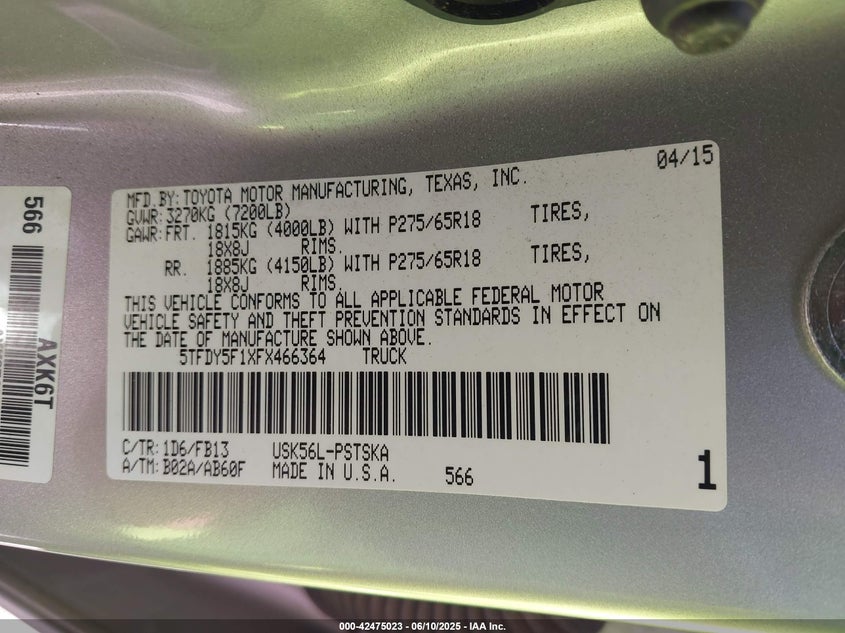 04/15
MFD.BY:TOYOTA MOTOR MANUFACTURING, TEXAS, INC.
GVWR:3270KG (7200LB)
GAWR:FRT. 1815KG (4000LB) WITH P275/65R18 TIRES,
18X8J RIMS.
RR. 1885KG (4150LB) WITH P275/65R18 TIRES,
18X8J RIMS.
THIS VEHICLE CONFORMS TO ALL APPLICABLE FEDERAL MOTOR
VEHICLE SAFETY AND THEFT PREVENTION STANDARDS IN EFFECT ON
THE DATE OF MANUFACTURE SHOWN ABOVE.
5TFDY5F1XFX466364 TRUCK
C/TR:1D6/FB13 USK56L-PSTSKA
A/TM:B02A/AB60F MADE IN U.S.A. 566
1
566
AXK6T
000-42475023 - 06/10/2025 - IAA Inc.